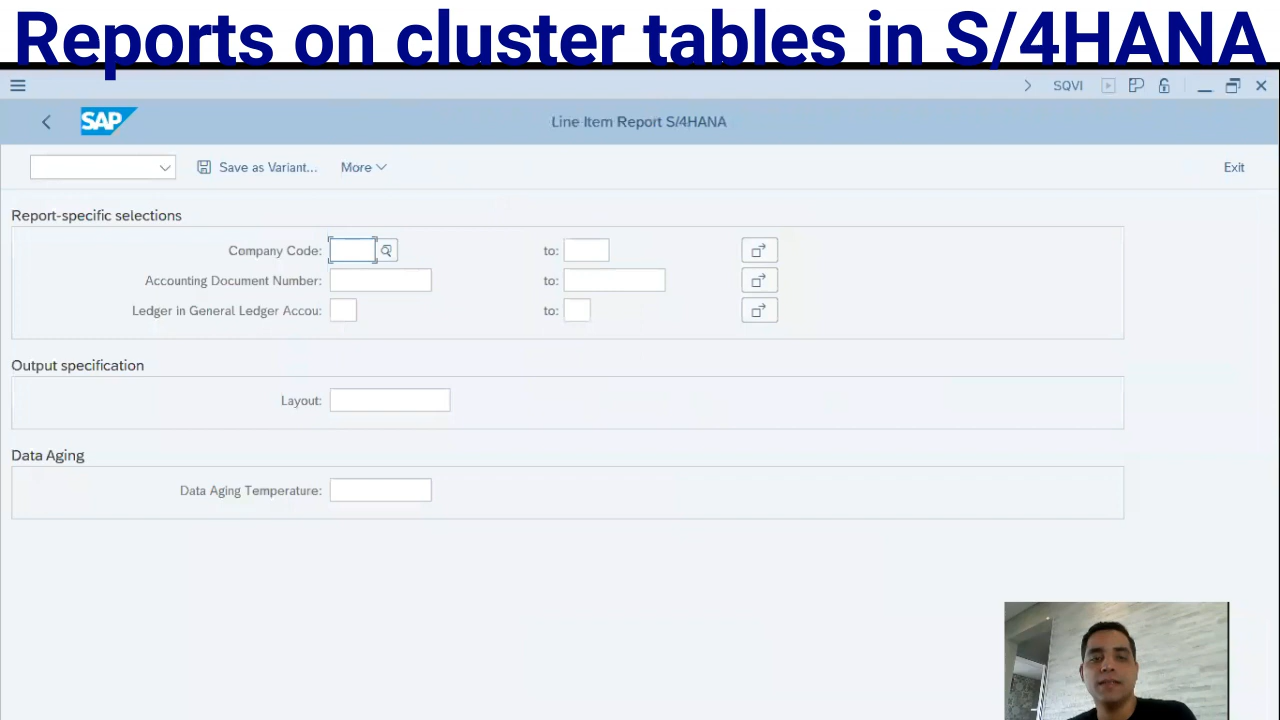 Reports on cluster tables in S/4HANA
SQVI
SAP
Line Item Report S/4HANA
Save as Variant... More Exit
Report-specific selections
Company Code: to:
Accounting Document Number: to:
Ledger in General Ledger Accou: to:
Output specification
Layout:
Data Aging
Data Aging Temperature: